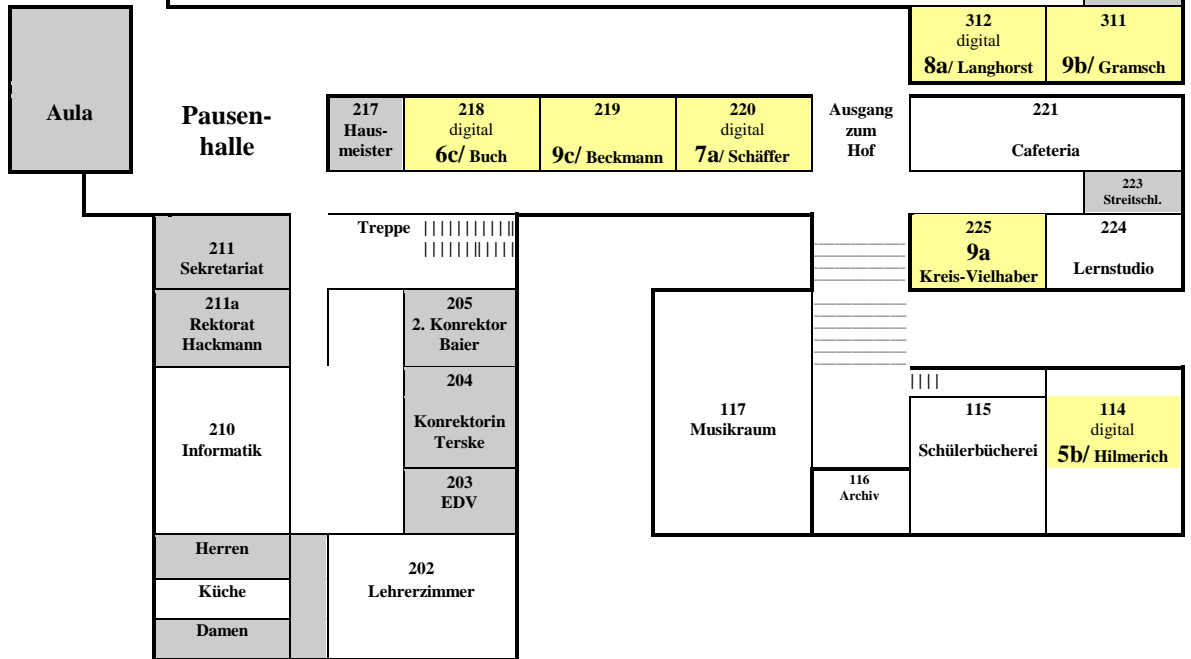 312
digital
8a/ Langhorst
311
9b/ Gramsch
Aula
Pausen-
halle
217
Haus-
meister
218
digital
6c/ Buch
219
9c/ Beckmann
220
digital
7a/ Schäffer
Ausgang
zum
Hof
221
Cafeteria
223
Streitschl.
211
Sekretariat
Treppe
225
9a
Kreis-Vielhaber
224
Lernstudio
211a
Rektorat
Hackmann
205
2. Konrektor
Baier
204
Konrektorin
Terske
210
Informatik
117
Musikraum
115
Schülerbücherei
114
digital
5b/ Hilmerich
203
EDV
116
Archiv
Herren
Küche
Damen
202
Lehrerzimmer